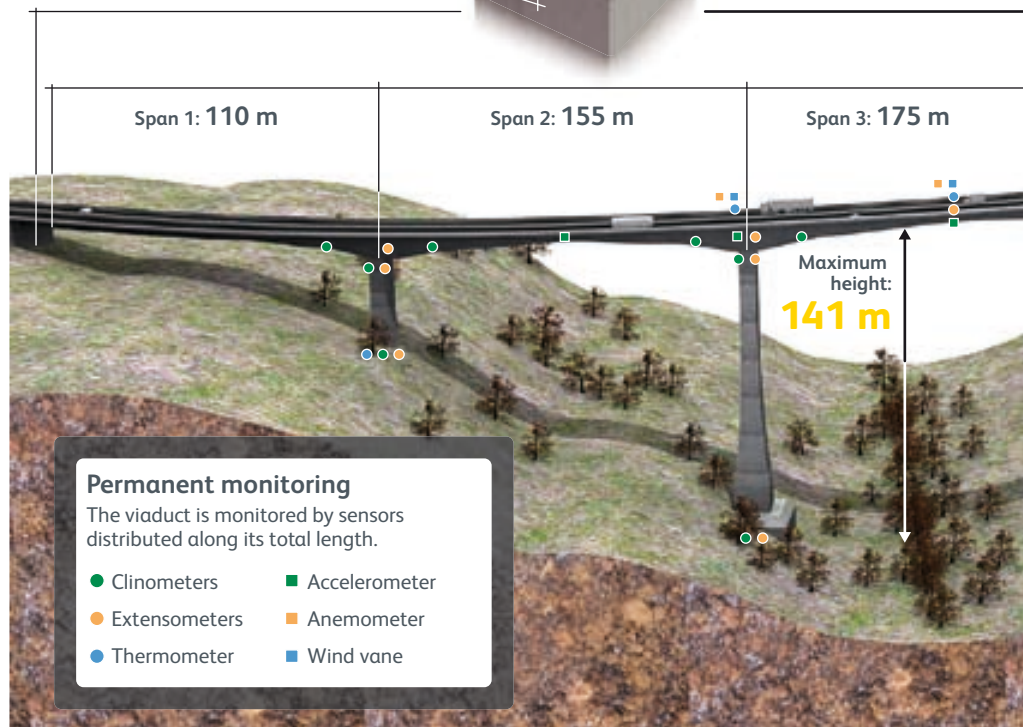 Span 1: 110 m
Span 2: 155 m
Span 3: 175 m
Maximum
height:
141 m
Permanent monitoring
The viaduct is monitored by sensors
distributed along its total length.
Clinometers
Accelerometer
Extensometers
Anemometer
Thermometer
Wind vane